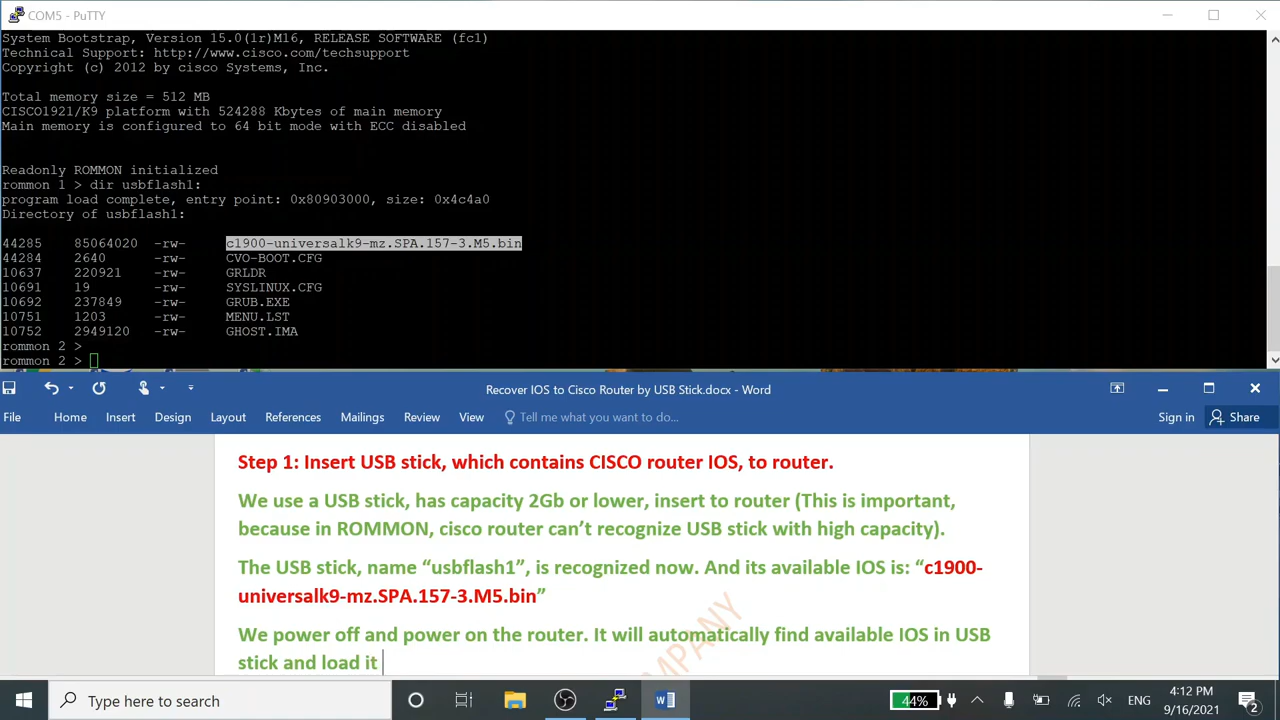 COM5 - PuTTY
System Bootstrap, Version 15.0(1r)M16, RELEASE SOFTWARE (fc1)
Technical Support: http://www.cisco.com/techsupport
Copyright (c) 2012 by cisco Systems, Inc.
Total memory size = 512 MB
CISCO1921/K9 platform with 524288 Kbytes of main memory
Main memory is configured to 64 bit mode with ECC disabled
Readonly ROMMON initialized
rommon 1 > dir usbflash1:
program load complete, entry point: 0x80903000, size: 0x4c4a0
Directory of usbflash1:
44285 85064020 -rw- c1900-universalk9-mz.SPA.157-3.M5.bin
44284 2640 -rw- CVO-BOOT.CFG
10637 220921 -rw- GRLDR
10691 19 -rw- SYSLINUX.CFG
10692 237849 -rw- GRUB.EXE
10751 1203 -rw- MENU.LST
10752 2949120 -rw- GHOST.IMA
rommon 2 >
rommon 2 >
Recover IOS to Cisco Router by USB Stick.docx - Word
File Home Insert Design Layout References Mailings Review View Tell me what you want to do... Sign in Share
Step 1: Insert USB stick, which contains CISCO router IOS, to router.
We use a USB stick, has capacity 2Gb or lower, insert to router (This is important,
because in ROMMON, cisco router can’t recognize USB stick with high capacity).
The USB stick, name “usbflash1”, is recognized now. And its available IOS is: “c1900-
universalk9-mz.SPA.157-3.M5.bin”
We power off and power on the router. It will automatically find available IOS in USB
stick and load it
COMPANY
Type here to search
44%
ENG
4:12 PM
9/16/2021
2